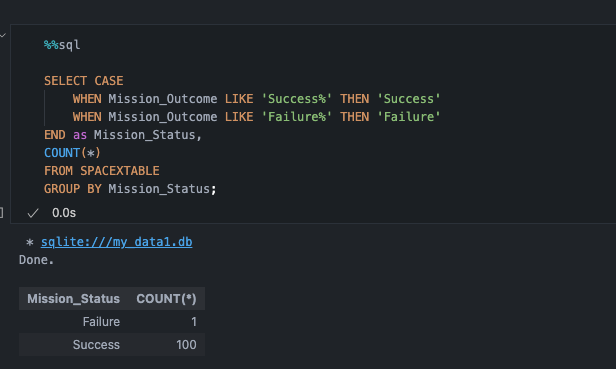 %%sql
SELECT CASE
WHEN Mission_Outcome LIKE 'Success%' THEN 'Success'
WHEN Mission_Outcome LIKE 'Failure%' THEN 'Failure'
END as Mission_Status,
COUNT(*)
FROM SPACEXTABLE
GROUP BY Mission_Status;
] ✓ 0.0s
* sqlite:///my_data1.db
Done.
Mission_Status COUNT(*)
Failure 1
Success 100